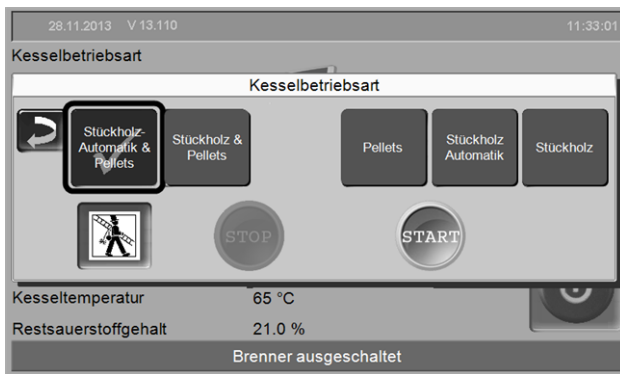 28.11.2013 V 13.110 11:33:01
Kesselbetriebsart
Kesselbetriebsart
Stückholz-
Automatik &
Pellets
Stückholz &
Pellets
Pellets
Stückholz
Automatik
Stückholz
STOP
START
Kesseltemperatur 65 °C
Restsauerstoffgehalt 21.0 %
Brenner ausgeschaltet